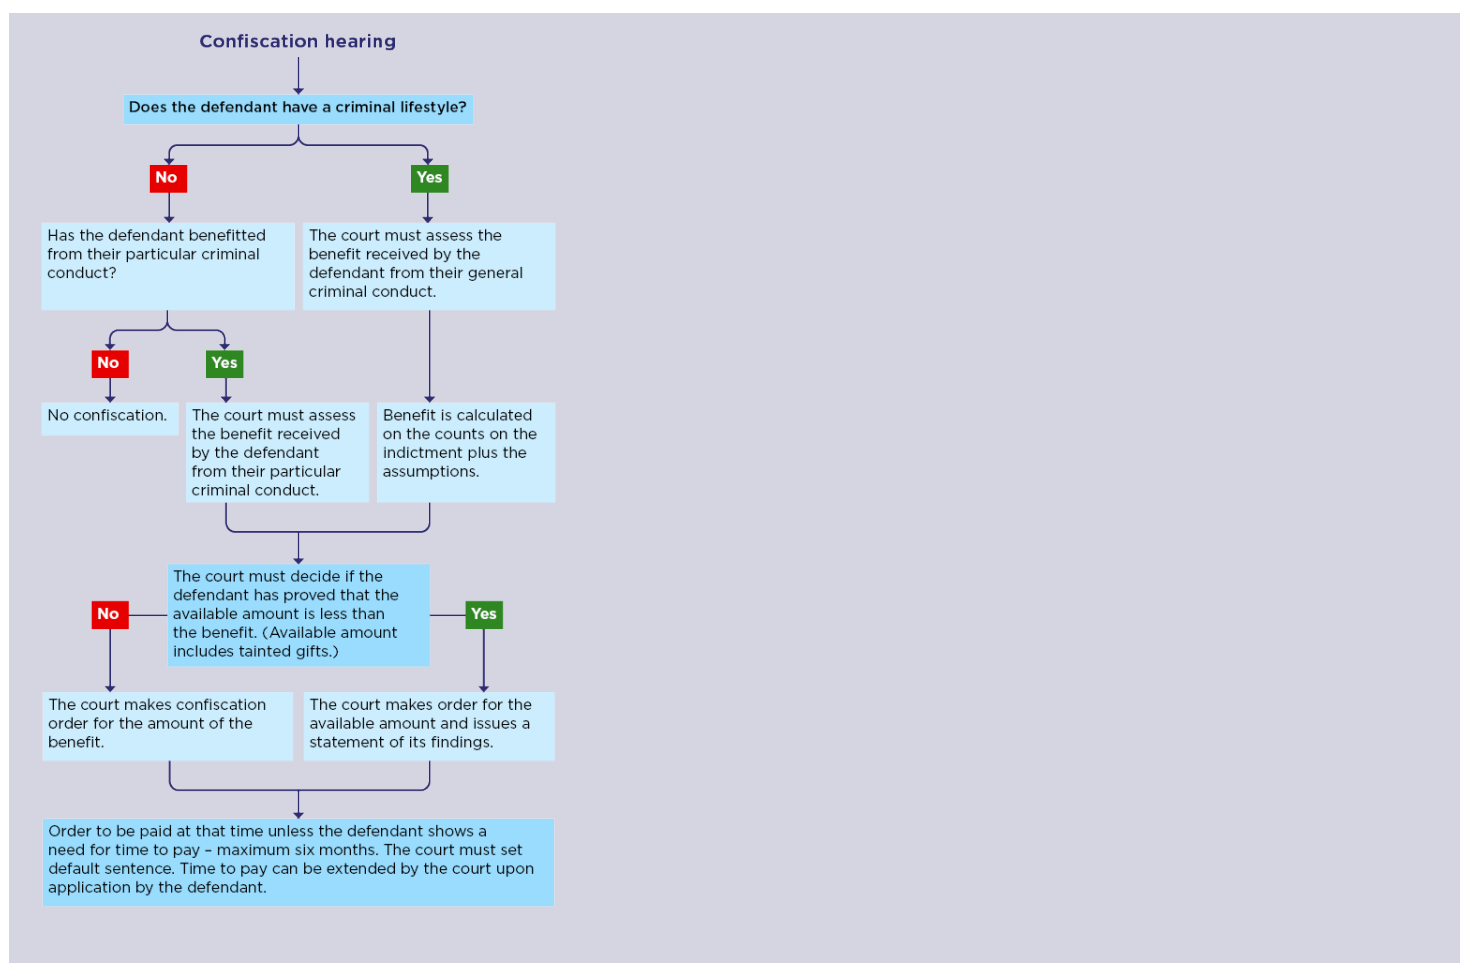 Confiscation hearing
Does the defendant have a criminal lifestyle?
No
Yes
Has the defendant benefitted
from their particular criminal
conduct?
The court must assess the
benefit received by the
defendant from their general
criminal conduct.
No
Yes
No confiscation.
The court must assess
the benefit received
by the defendant
from their particular
criminal conduct.
Benefit is calculated
on the counts on the
indictment plus the
assumptions.
The court must decide if the
defendant has proved that the
available amount is less than
the benefit. (Available amount
includes tainted gifts.)
No
Yes
The court makes confiscation
order for the amount of the
benefit.
The court makes order for the
available amount and issues a
statement of its findings.
Order to be paid at that time unless the defendant shows a
need for time to pay – maximum six months. The court must set
default sentence. Time to pay can be extended by the court upon
application by the defendant.